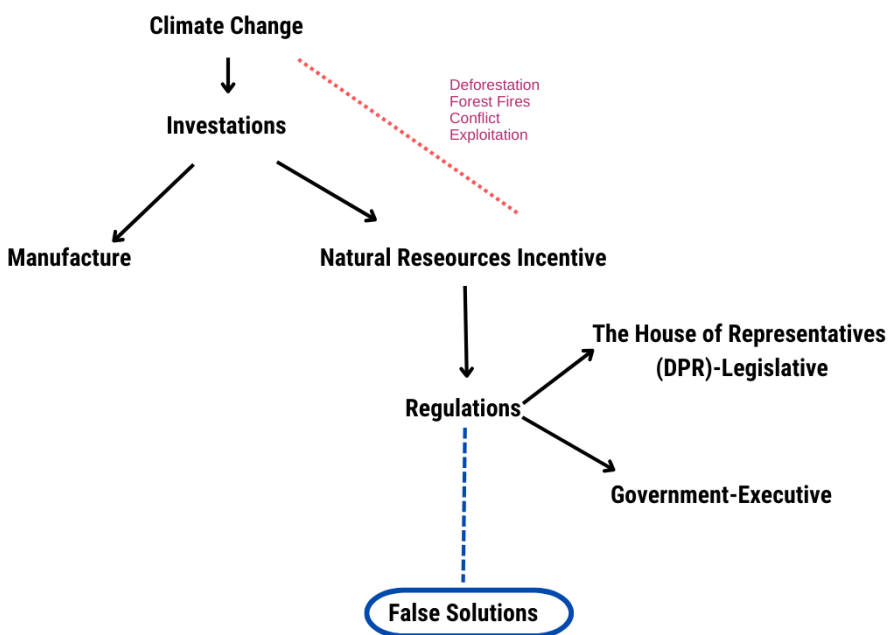 Climate Change
Deforestation
Forest Fires
Conflict
Exploitation
Investations
Manufacture
Natural Reseources Incentive
The House of Representatives
(DPR)-Legislative
Regulations
Government-Executive
False Solutions